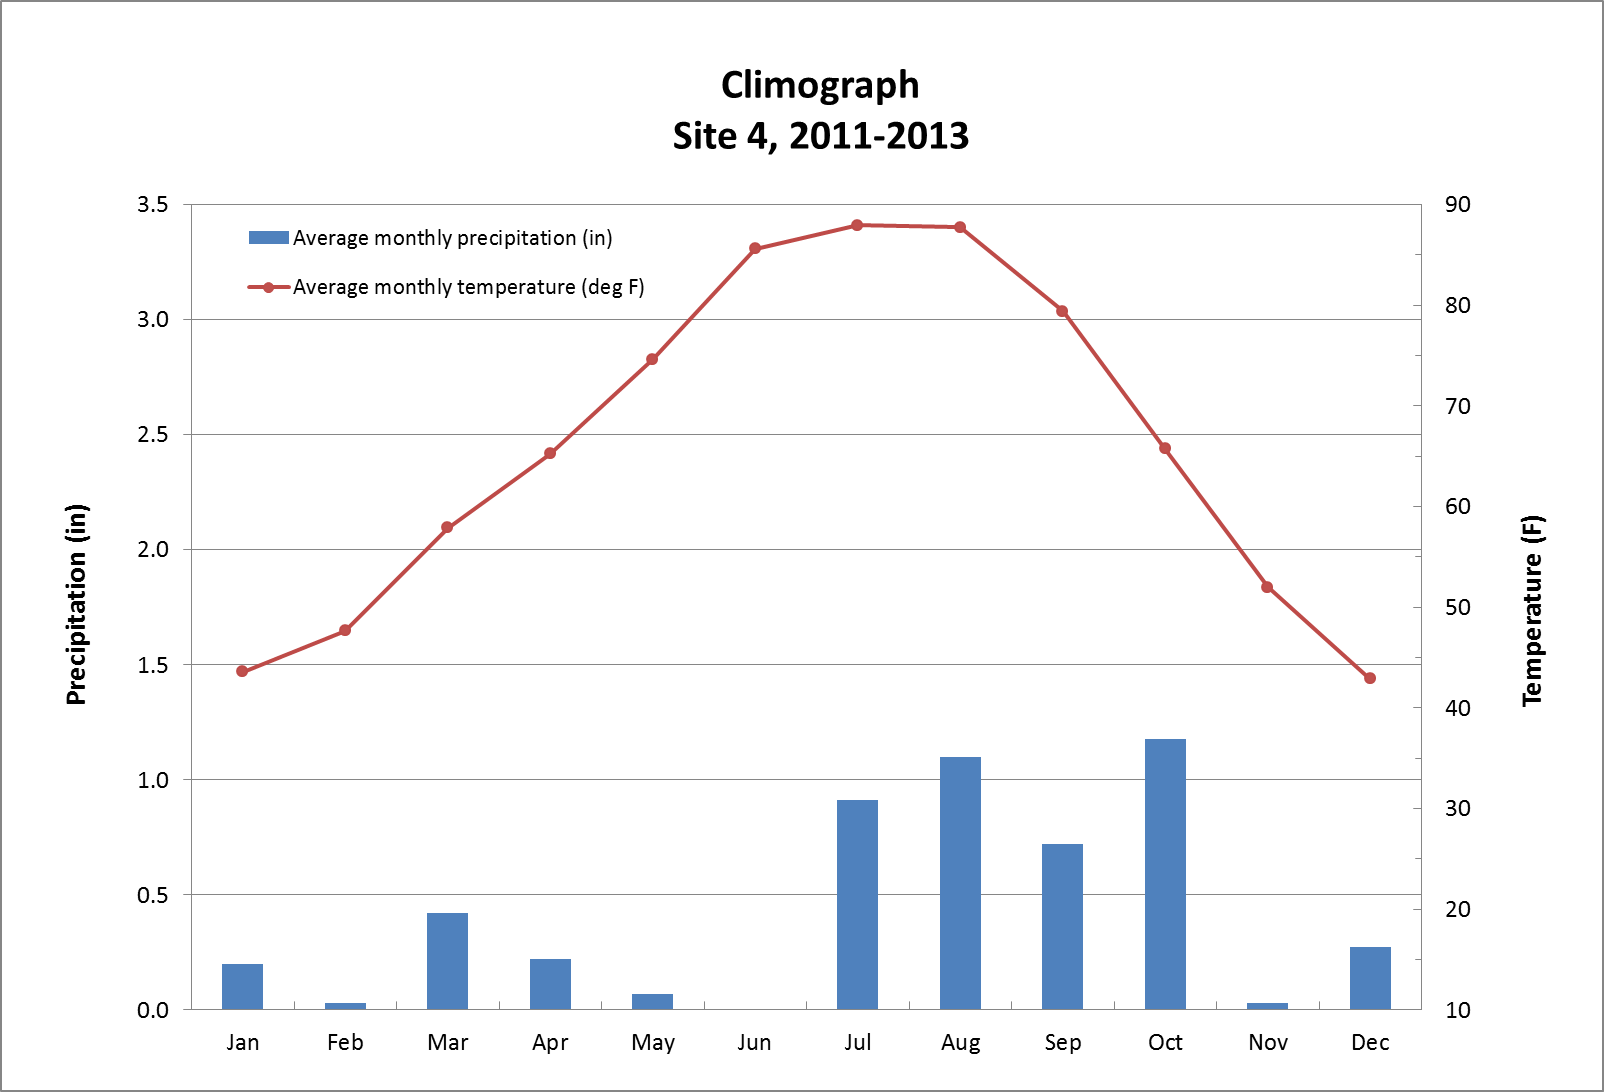 Climograph
Site 4, 2011-2013
Average monthly precipitation (in)
Average monthly temperature (deg F)
3.5
3.0
2.5
2.0
1.5
1.0
0.5
0.0
Precipitation (in)
90
80
70
60
50
40
30
20
10
Temperature (F)
Jan Feb Mar Apr May Jun Jul Aug Sep Oct Nov Dec